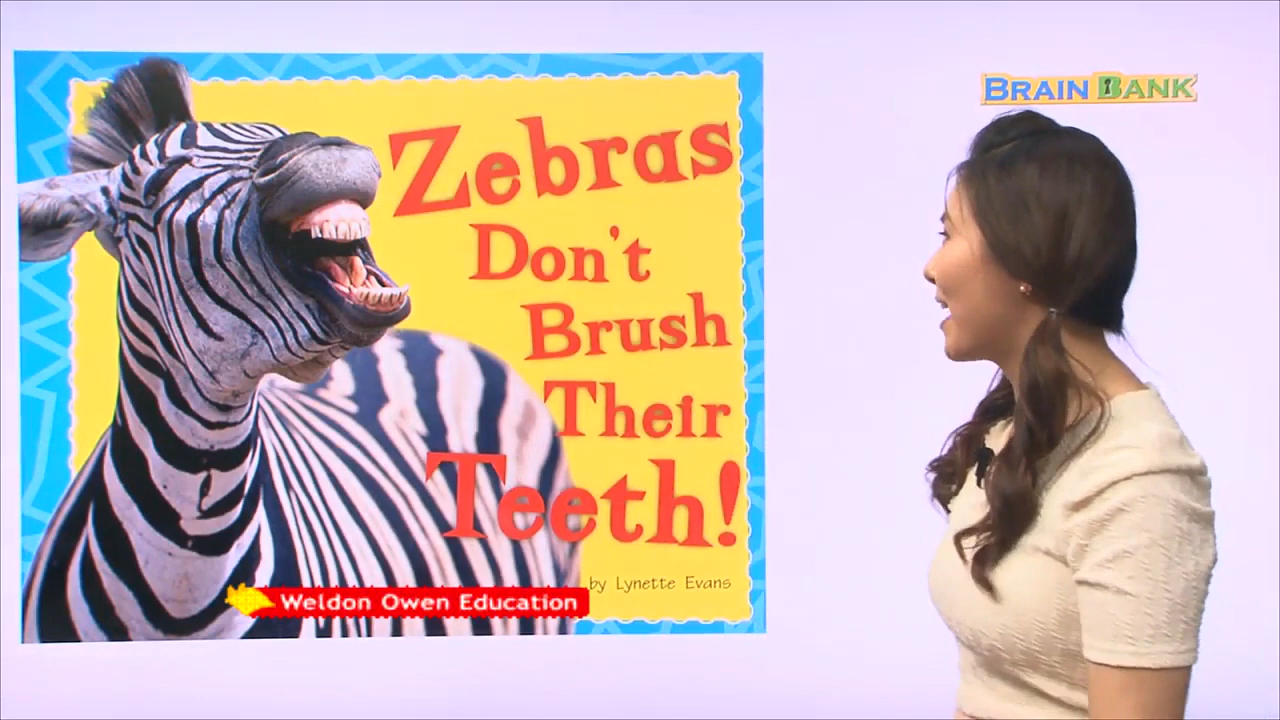 BRAIN BANK
Zebras
Don't
Brush
Their
Teeth!
by Lynette Evans
Weldon Owen Education